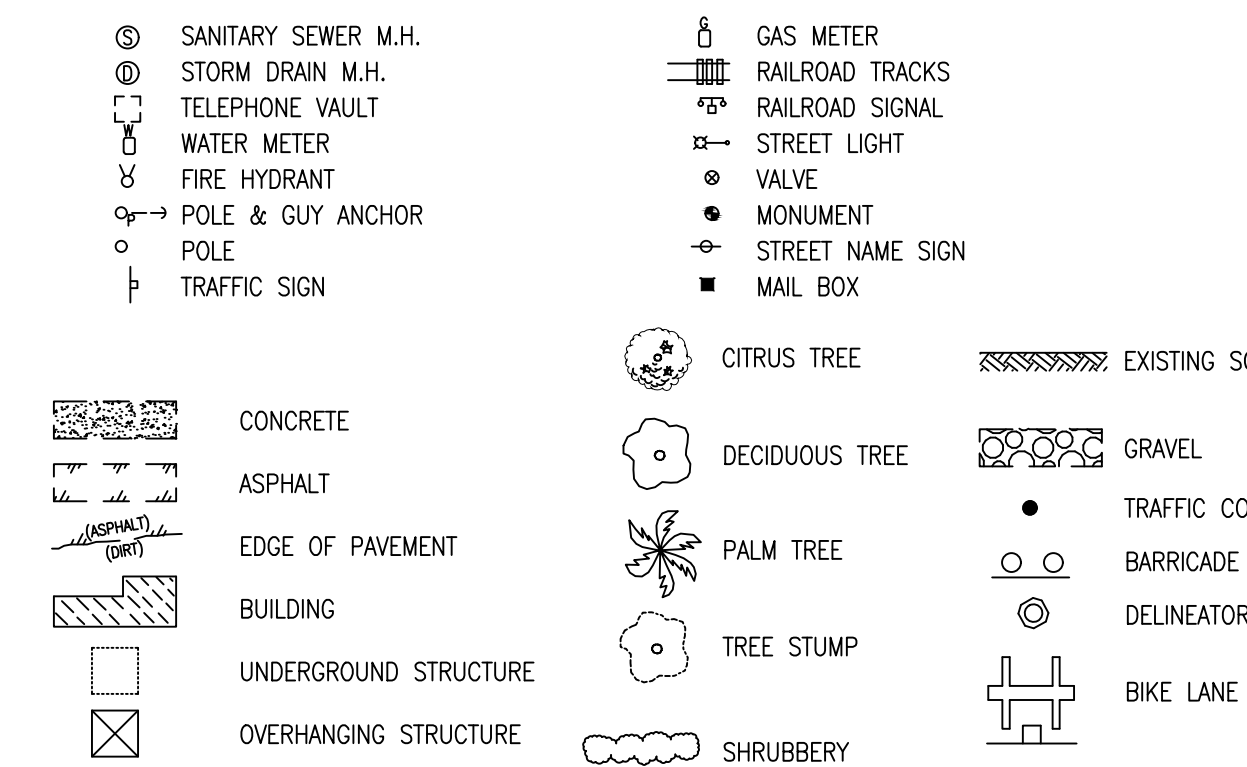 Ⓢ SANITARY SEWER M.H.
Ⓓ STORM DRAIN M.H.
TELEPHONE VAULT
W WATER METER
FIRE HYDRANT
P POLE & GUY ANCHOR
POLE
TRAFFIC SIGN
G GAS METER
RAILROAD TRACKS
RAILROAD SIGNAL
STREET LIGHT
VALVE
MONUMENT
STREET NAME SIGN
MAIL BOX
CONCRETE
ASPHALT
(ASPHALT)
(DIRT)
EDGE OF PAVEMENT
BUILDING
UNDERGROUND STRUCTURE
OVERHANGING STRUCTURE
CITRUS TREE
DECIDUOUS TREE
PALM TREE
TREE STUMP
SHRUBBERY
EXISTING
GRAVEL
TRAFFIC CO
BARRICADE
DELINEATOR
BIKE LANE